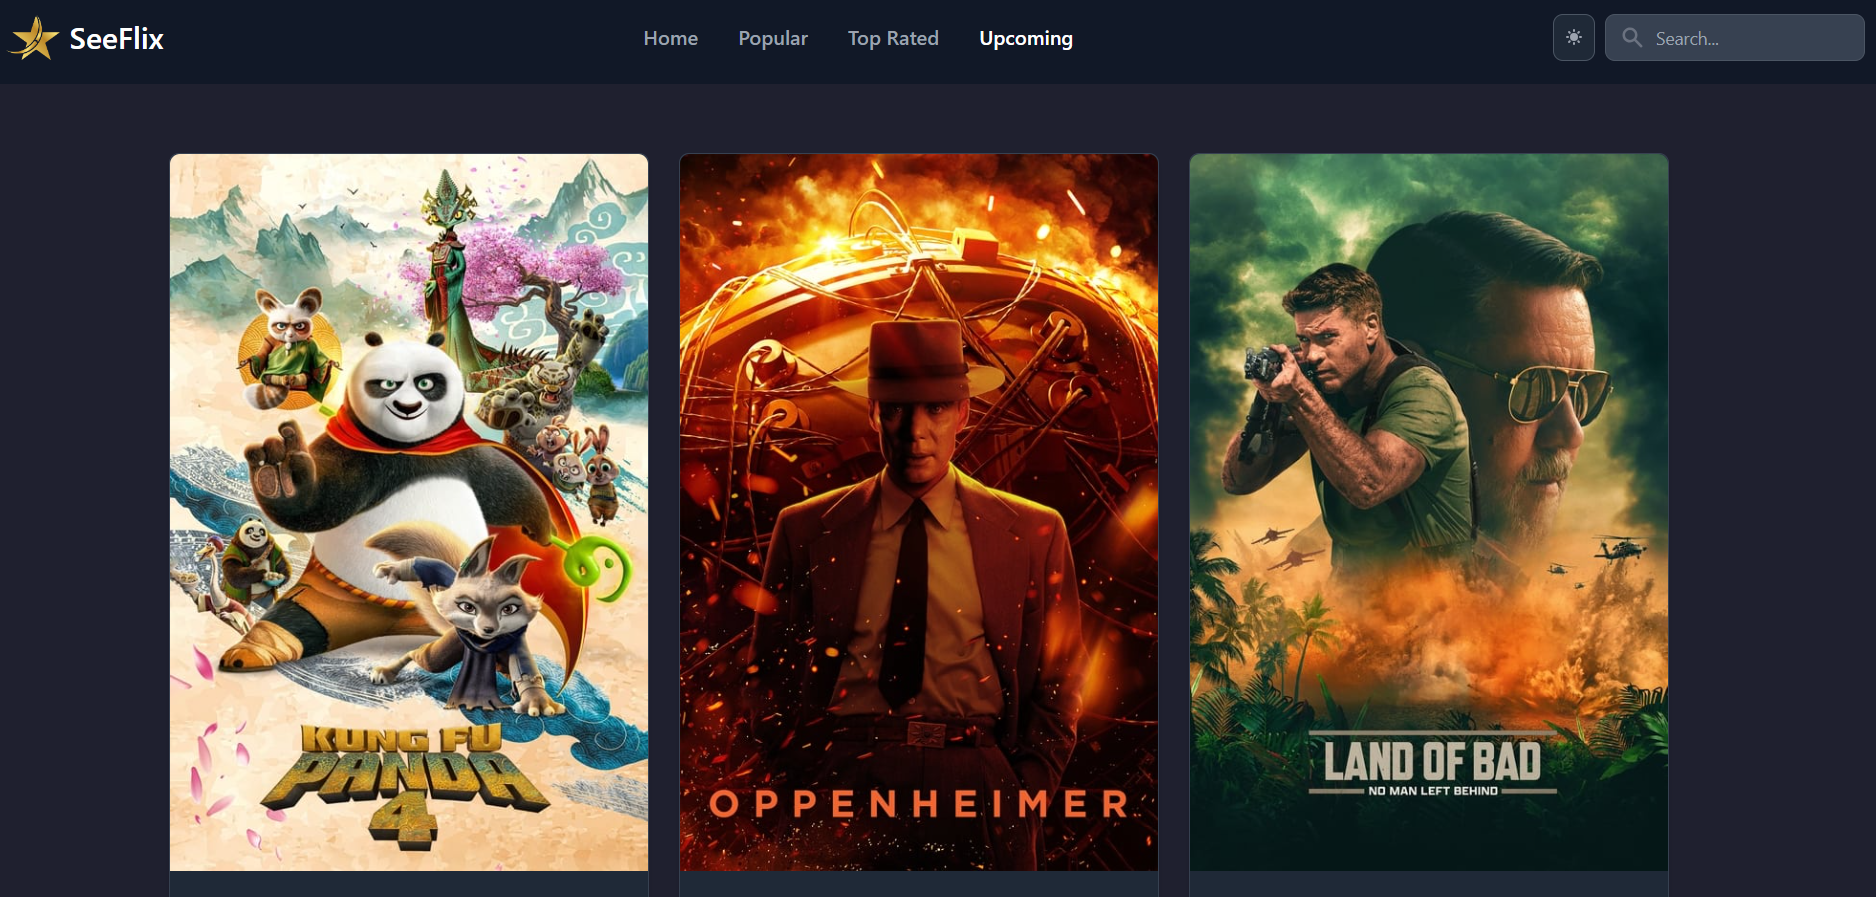 SeeFlix
Home
Popular
Top Rated
Upcoming
Search...
KUNG FU
PANDA
4
OPPENHEIMER
LAND OF BAD
NO MAN LEFT BEHIND